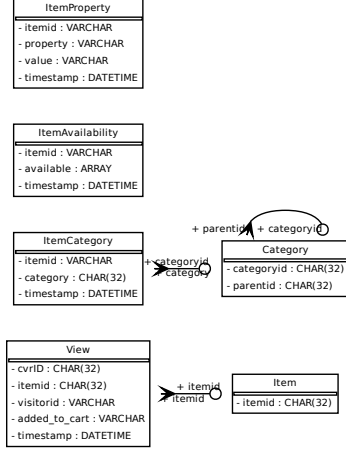 ItemProperty
- itemid : VARCHAR
- property : VARCHAR
- value : VARCHAR
- timestamp : DATETIME
ItemAvailability
- itemid : VARCHAR
- available : ARRAY
- timestamp : DATETIME
ItemCategory
- itemid : VARCHAR
- category : CHAR(32)
- timestamp : DATETIME
+ categoryid
+ category
+ parentid
+ categoryid
Category
- categoryid : CHAR(32)
- parentid : CHAR(32)
View
- cvrID : CHAR(32)
- itemid : CHAR(32)
- visitorid : VARCHAR
- added_to_cart : VARCHAR
- timestamp : DATETIME
+ itemid
+ itemid
Item
- itemid : CHAR(32)